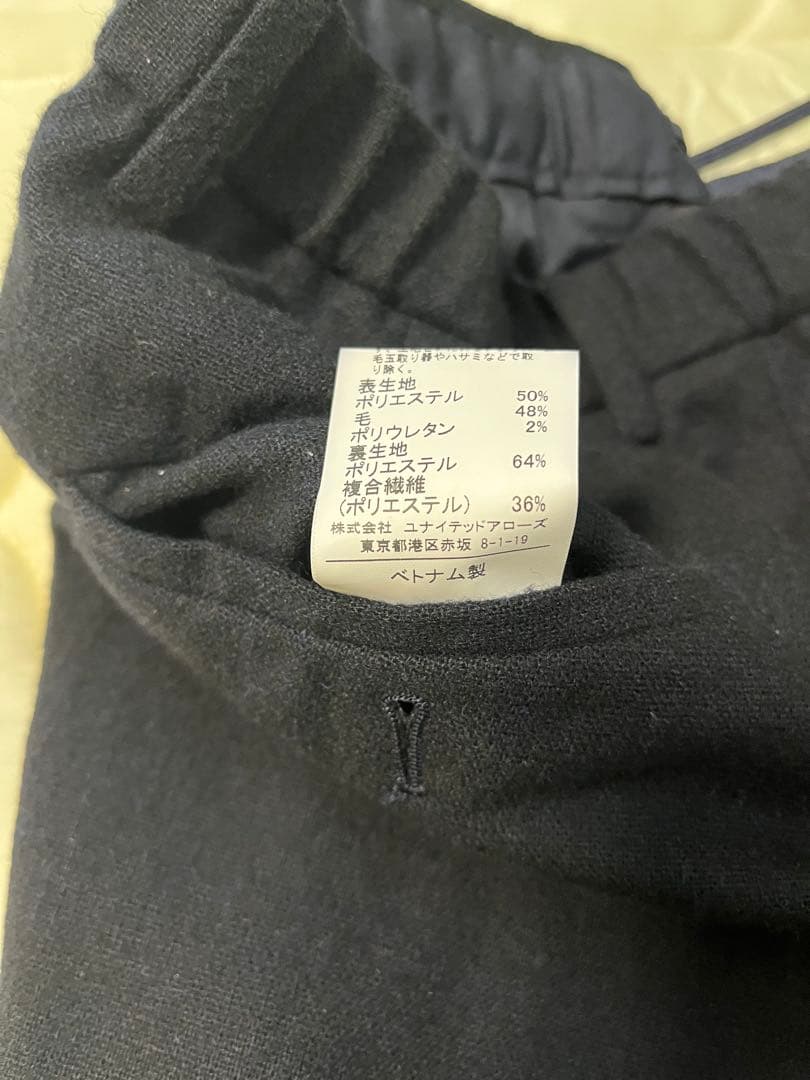 毛玉取り器やハサミなどで取
り除く。
表生地
ポリエステル 50%
毛 48%
ポリウレタン 2%
裏生地
ポリエステル 64%
複合繊維
(ポリエステル) 36%
株式会社 ユナイテッドアローズ
東京都港区赤坂 8-1-19
ベトナム製